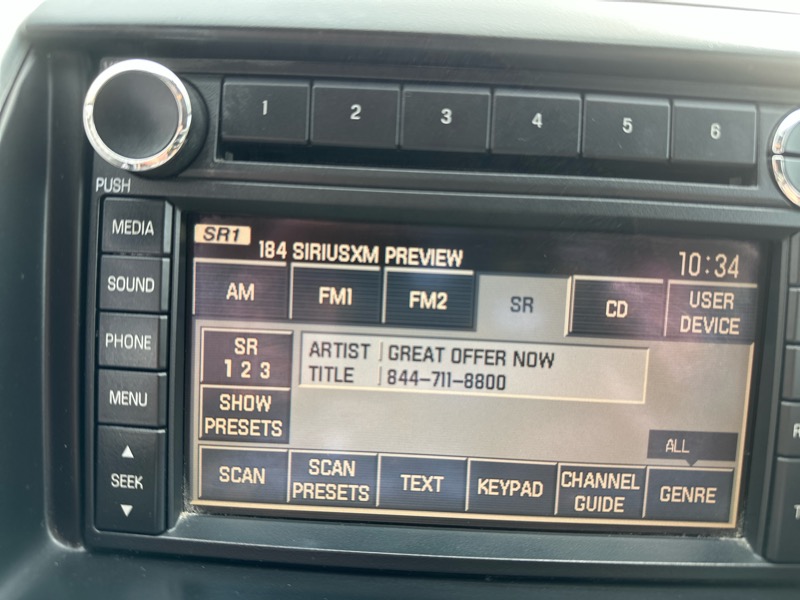 1 2 3 4 5 6
PUSH
MEDIA
SOUND
PHONE
MENU
SEEK
SR1 184 SIRIUSXM PREVIEW 10:34
AM FM1 FM2 SR CD USER DEVICE
SR 1 2 3
ARTIST GREAT OFFER NOW
TITLE 844-711-8800
SHOW PRESETS
ALL
SCAN SCAN PRESETS TEXT KEYPAD CHANNEL GUIDE GENRE